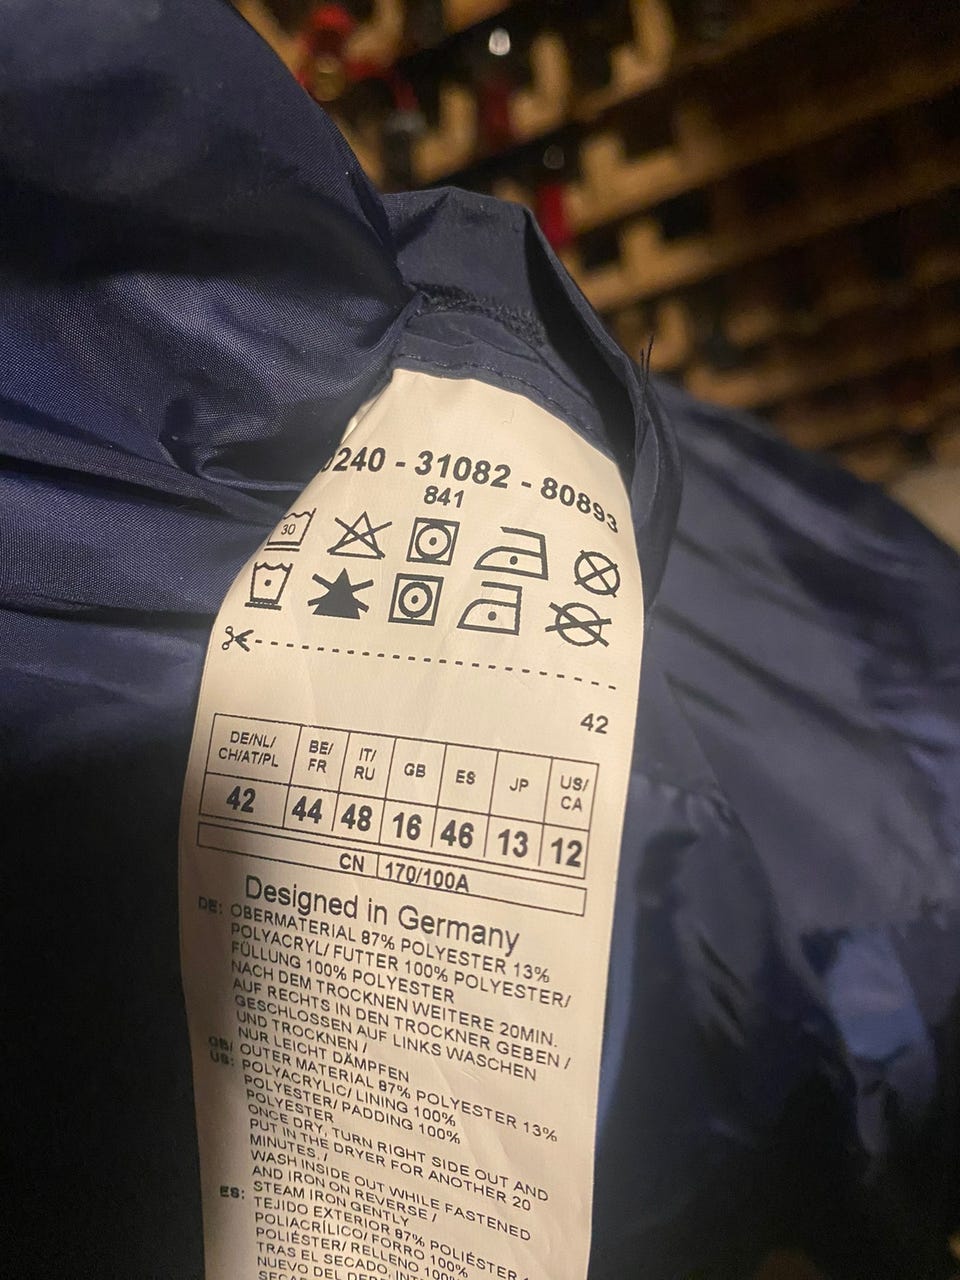 240 - 31082 - 80893
841
30
42
DE/NL/ BE/ IT/ GB ES JP US/
CH/AT/PL FR RU CA
42 44 48 16 46 13 12
CN 170/100A
Designed in Germany
DE: OBERMATERIAL 87% POLYESTER 13%
POLYACRYL/ FUTTER 100% POLYESTER/
FÜLLUNG 100% POLYESTER
NACH DEM TROCKNEN WEITERE 20MIN.
AUF RECHTS IN DEN TROCKNER GEBEN /
GESCHLOSSEN AUF LINKS WASCHEN
UND TROCKNEN /
NUR LEICHT DÄMPFEN
GB/ OUTER MATERIAL 87% POLYESTER 13%
US: POLYACRYLIC/ LINING 100%
POLYESTER/ PADDING 100%
POLYESTER
ONCE DRY, TURN RIGHT SIDE OUT AND
PUT IN THE DRYER FOR ANOTHER 20
MINUTES. /
WASH INSIDE OUT WHILE FASTENED
AND IRON ON REVERSE /
STEAM IRON GENTLY
ES: TEJIDO EXTERIOR 87% POLIÉSTER
POLIACRÍLICO/ FORRO 100%
POLIÉSTER/ RELLENO 100%
TRAS EL SECADO,
NUEVO DEL